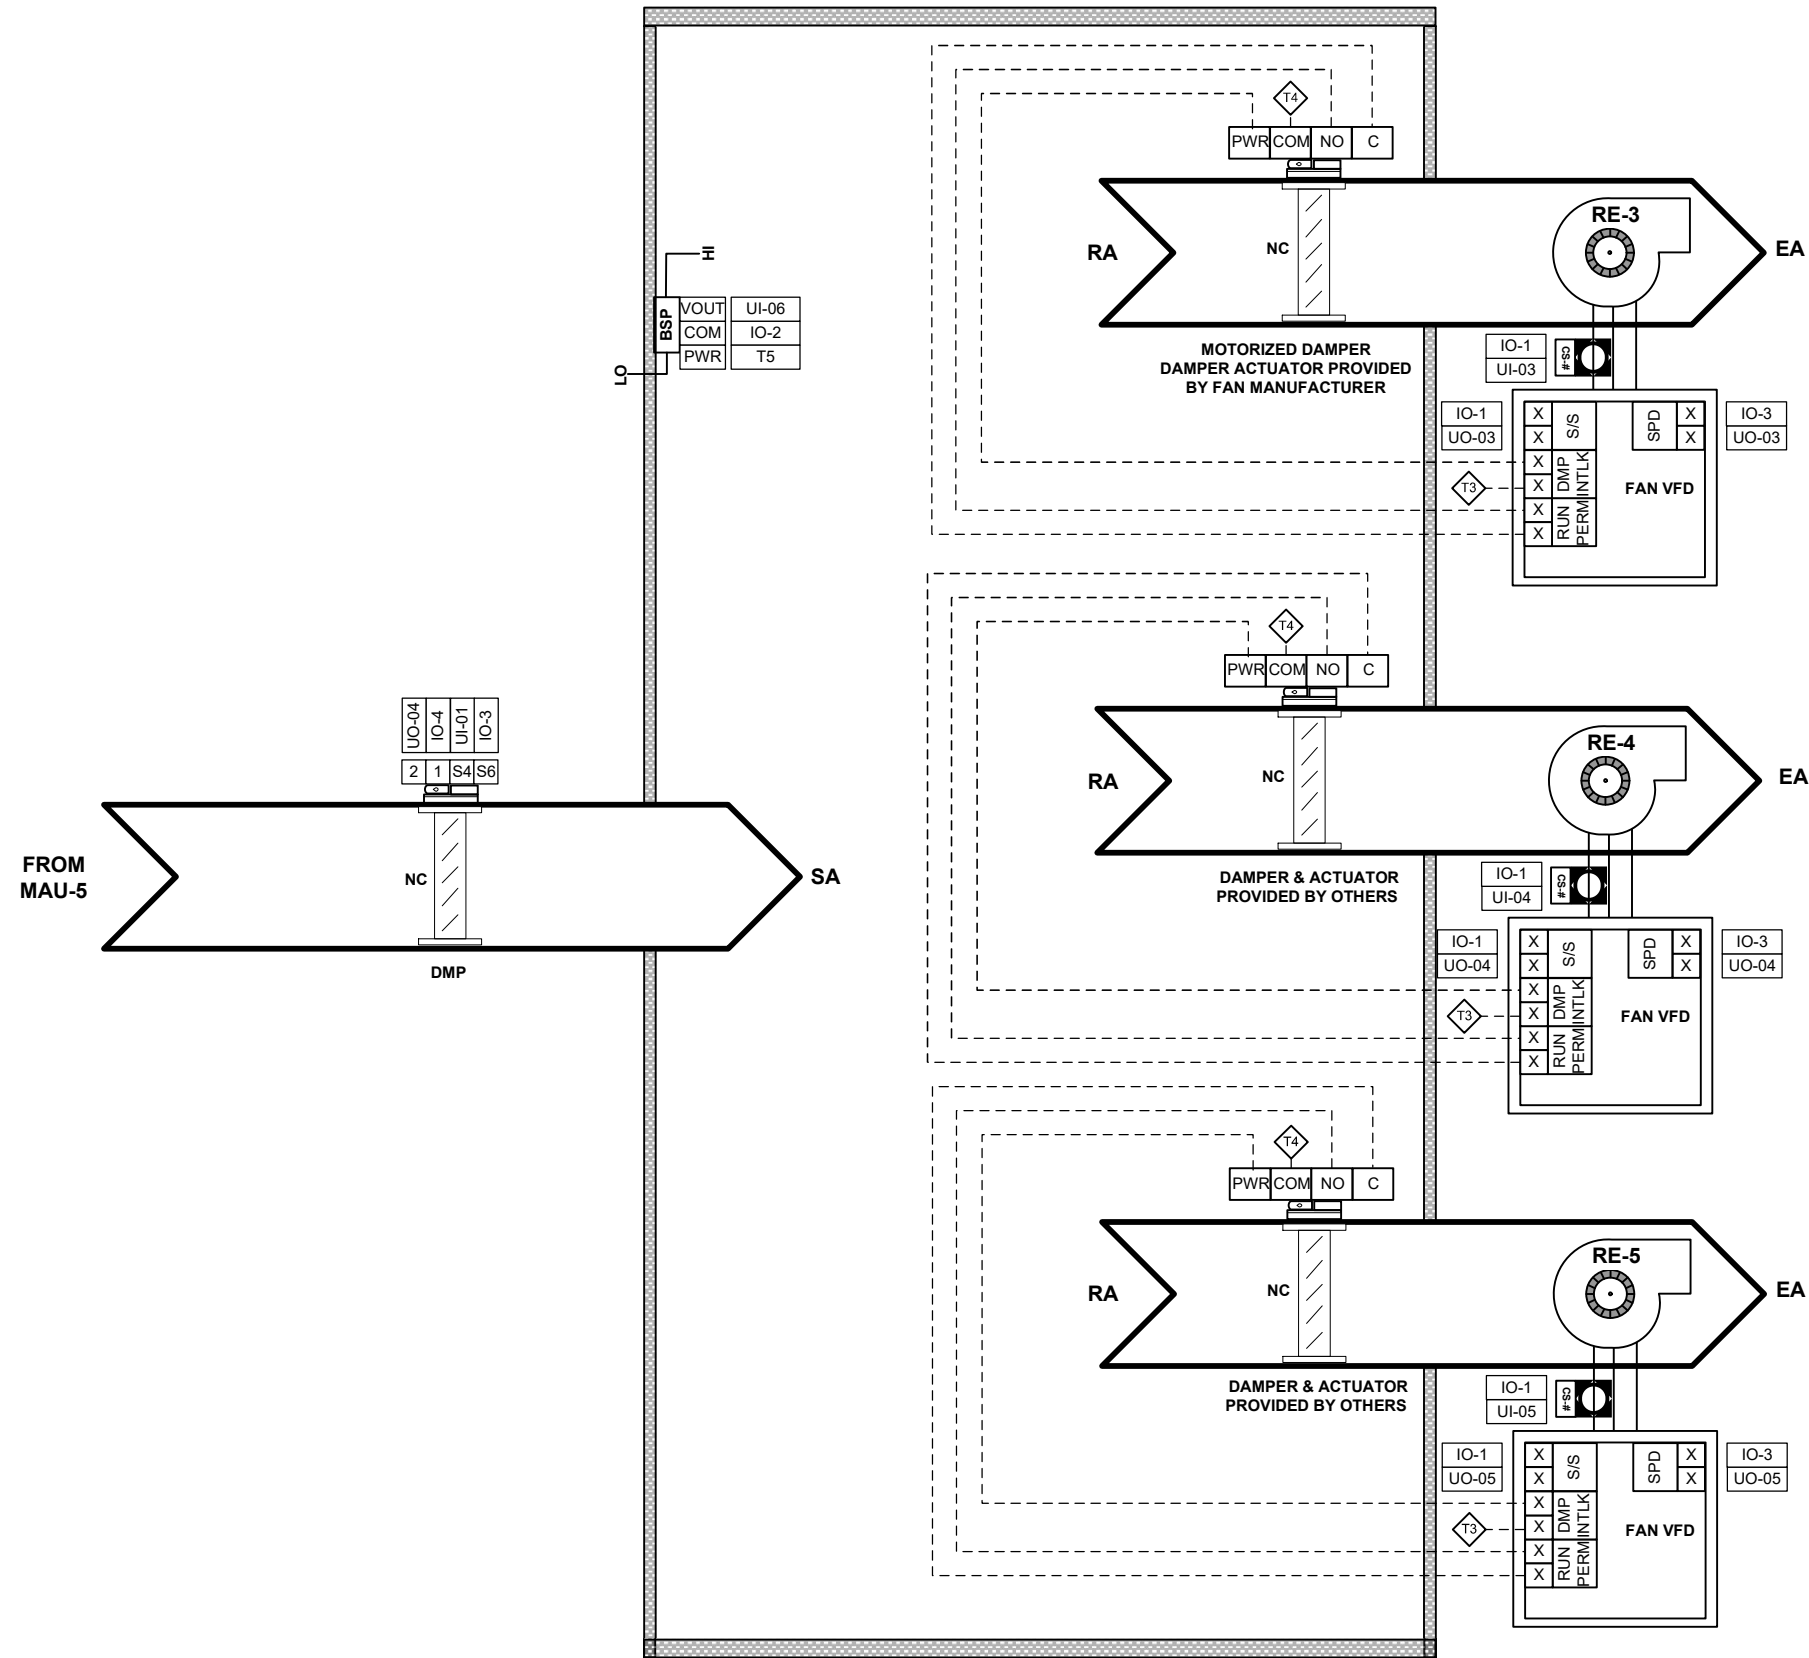 T4
PWR COM NO C
RE-3
RA
NC
EA
HI
BSP
VOUT UI-06
COM IO-2
PWR T5
LO
MOTORIZED DAMPER
DAMPER ACTUATOR PROVIDED
BY FAN MANUFACTURER
IO-1
UI-03
CS-#
IO-1
UO-03
X
X
S/S
SPD
X
X
IO-3
UO-03
X
X
DMP
INTLK
T3
X
X
RUN
PERM
FAN VFD
T4
PWR COM NO C
RE-4
RA
NC
EA
UO-04 IO-4 UI-01 IO-3
2 1 S4 S6
FROM
MAU-5
NC
SA
DMP
DAMPER & ACTUATOR
PROVIDED BY OTHERS
IO-1
UI-04
CS-#
IO-1
UO-04
X
X
S/S
SPD
X
X
IO-3
UO-04
X
X
DMP
INTLK
T3
X
X
RUN
PERM
FAN VFD
T4
PWR COM NO C
RE-5
RA
NC
EA
DAMPER & ACTUATOR
PROVIDED BY OTHERS
IO-1
UI-05
CS-#
IO-1
UO-05
X
X
S/S
SPD
X
X
IO-3
UO-05
X
X
DMP
INTLK
T3
X
X
RUN
PERM
FAN VFD